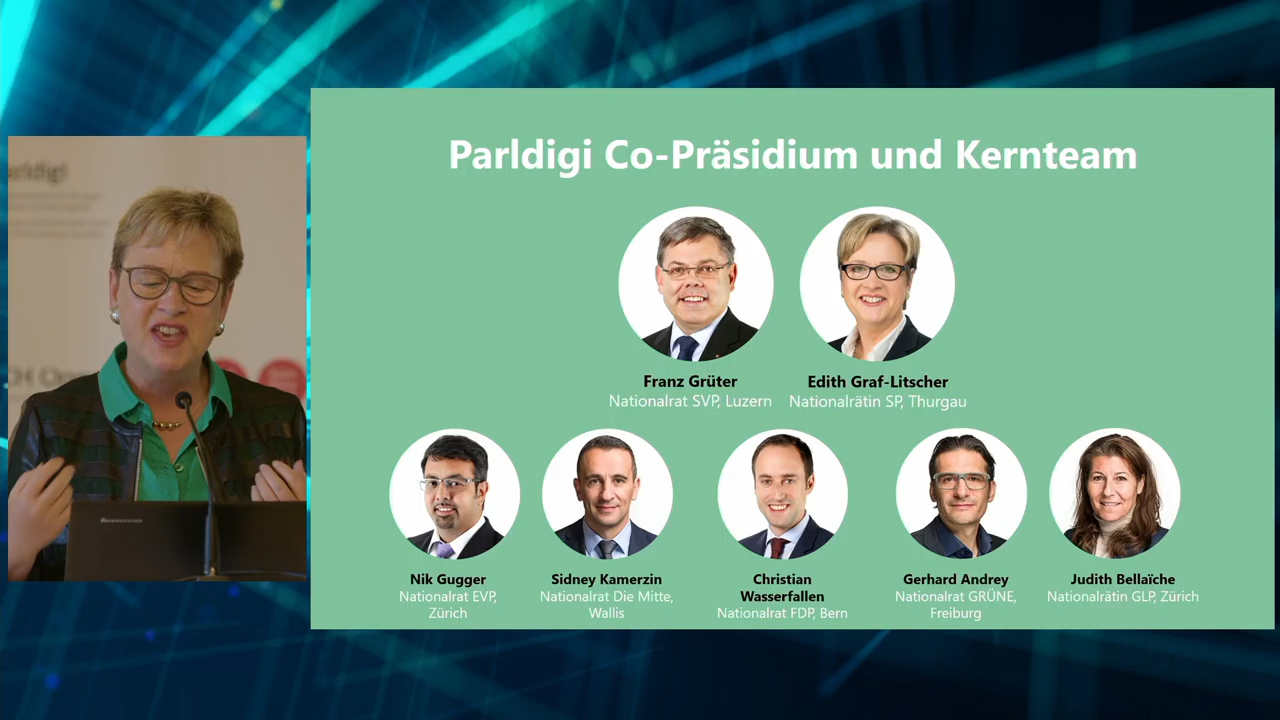 Parldigi Co-Präsidium und Kernteam
Franz Grüter
Nationalrat SVP, Luzern
Edith Graf-Litscher
Nationalrätin SP, Thurgau
Nik Gugger
Nationalrat EVP,
Zürich
Sidney Kamerzin
Nationalrat Die Mitte,
Wallis
Christian
Wasserfallen
Nationalrat FDP, Bern
Gerhard Andrey
Nationalrat GRÜNE,
Freiburg
Judith Bellaïche
Nationalrätin GLP, Zürich